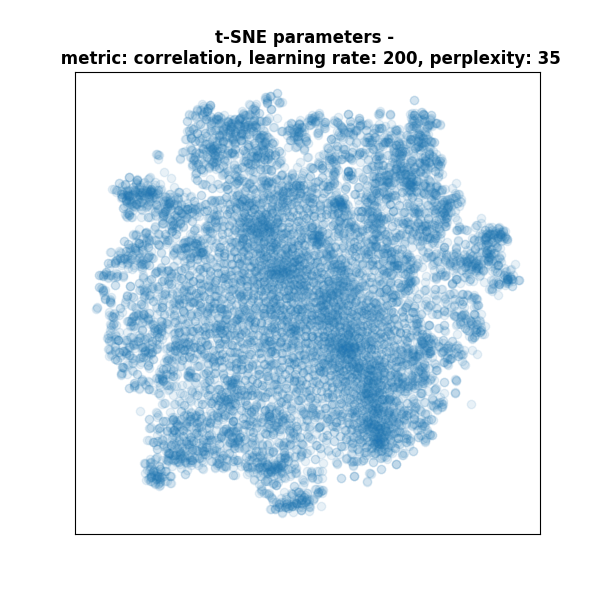 t-SNE parameters -
metric: correlation, learning rate: 200, perplexity: 35